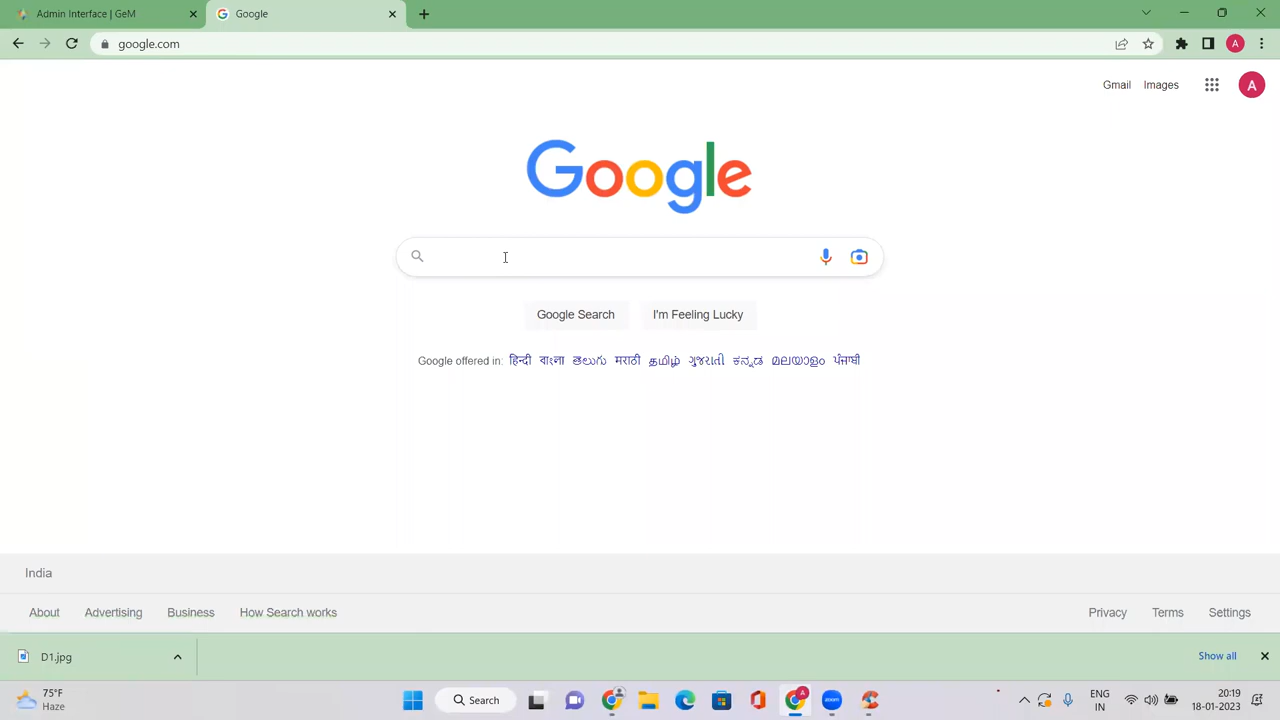 Admin Interface | GeM
Google
google.com
A
Gmail Images A
Google
Google Search I'm Feeling Lucky
Google offered in: हिन्दी বাংলা తెలుగు मराठी தமிழ் ગુજરાતી ಕನ್ನಡ മലയാളം ਪੰਜਾਬੀ
India
About Advertising Business How Search works Privacy Terms Settings
D1.jpg Show all
75°F
Haze
Search
A
zoom
ENG
IN
20:19
18-01-2023